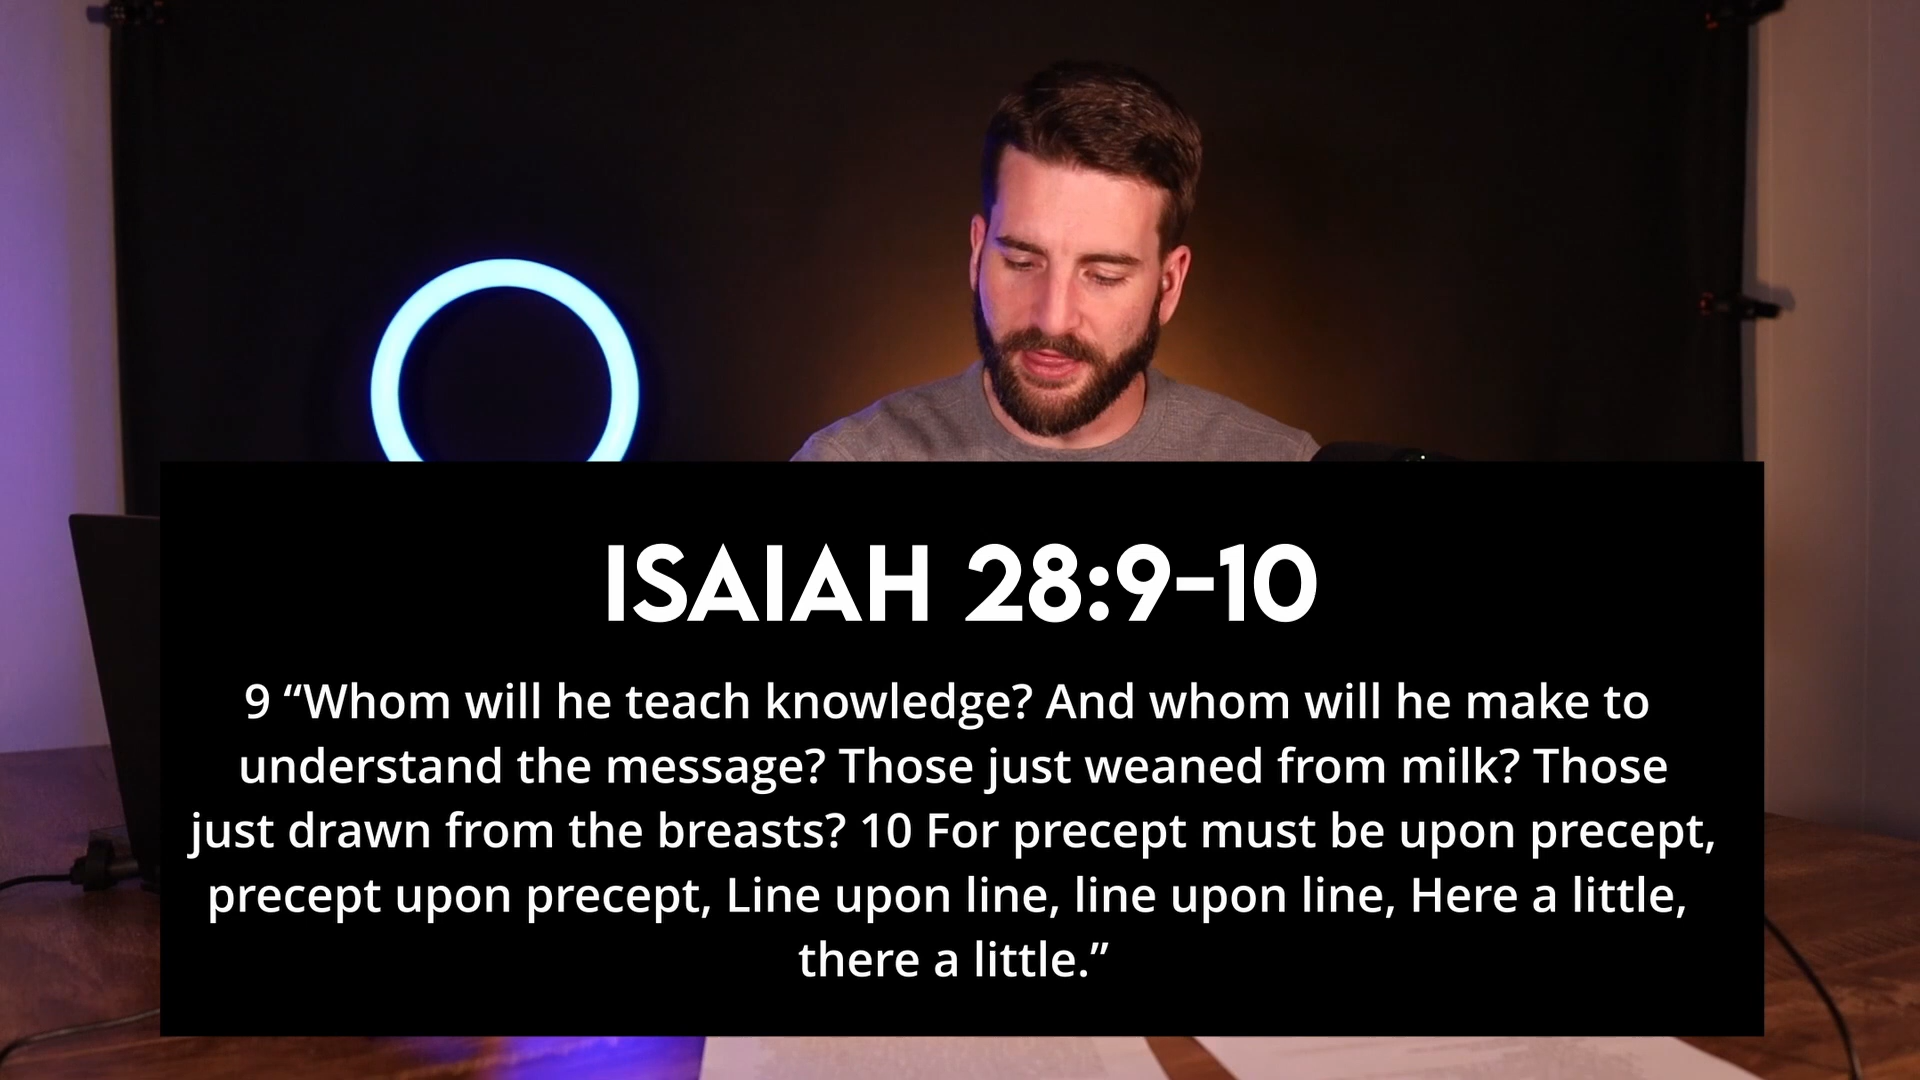 ISAIAH 28:9-10
9 “Whom will he teach knowledge? And whom will he make to
understand the message? Those just weaned from milk? Those
just drawn from the breasts? 10 For precept must be upon precept,
precept upon precept, Line upon line, line upon line, Here a little,
there a little.”